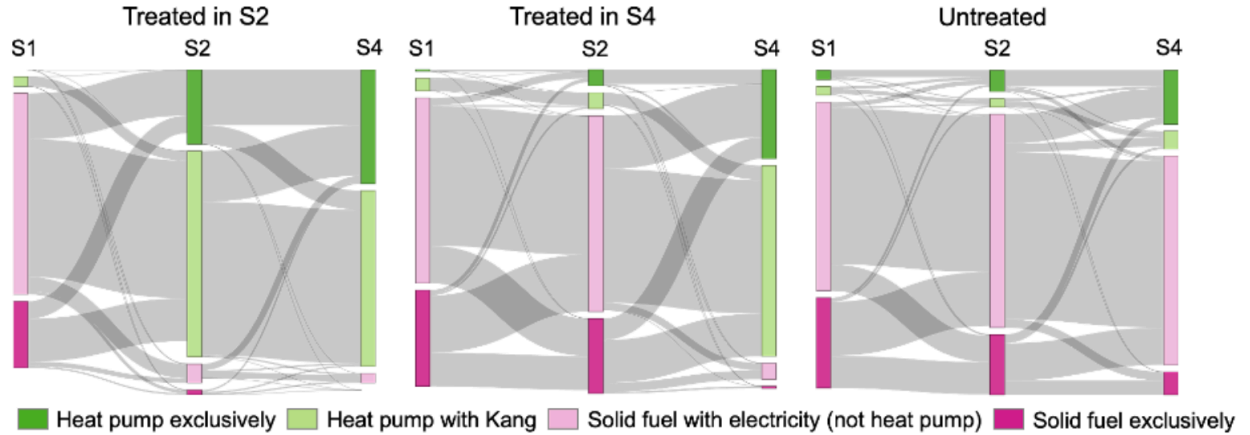 Treated in S2
Treated in S4
Untreated
S1 S2 S4
S1 S2 S4
S1 S2 S4
Heat pump exclusively
Heat pump with Kang
Solid fuel with electricity (not heat pump)
Solid fuel exclusively